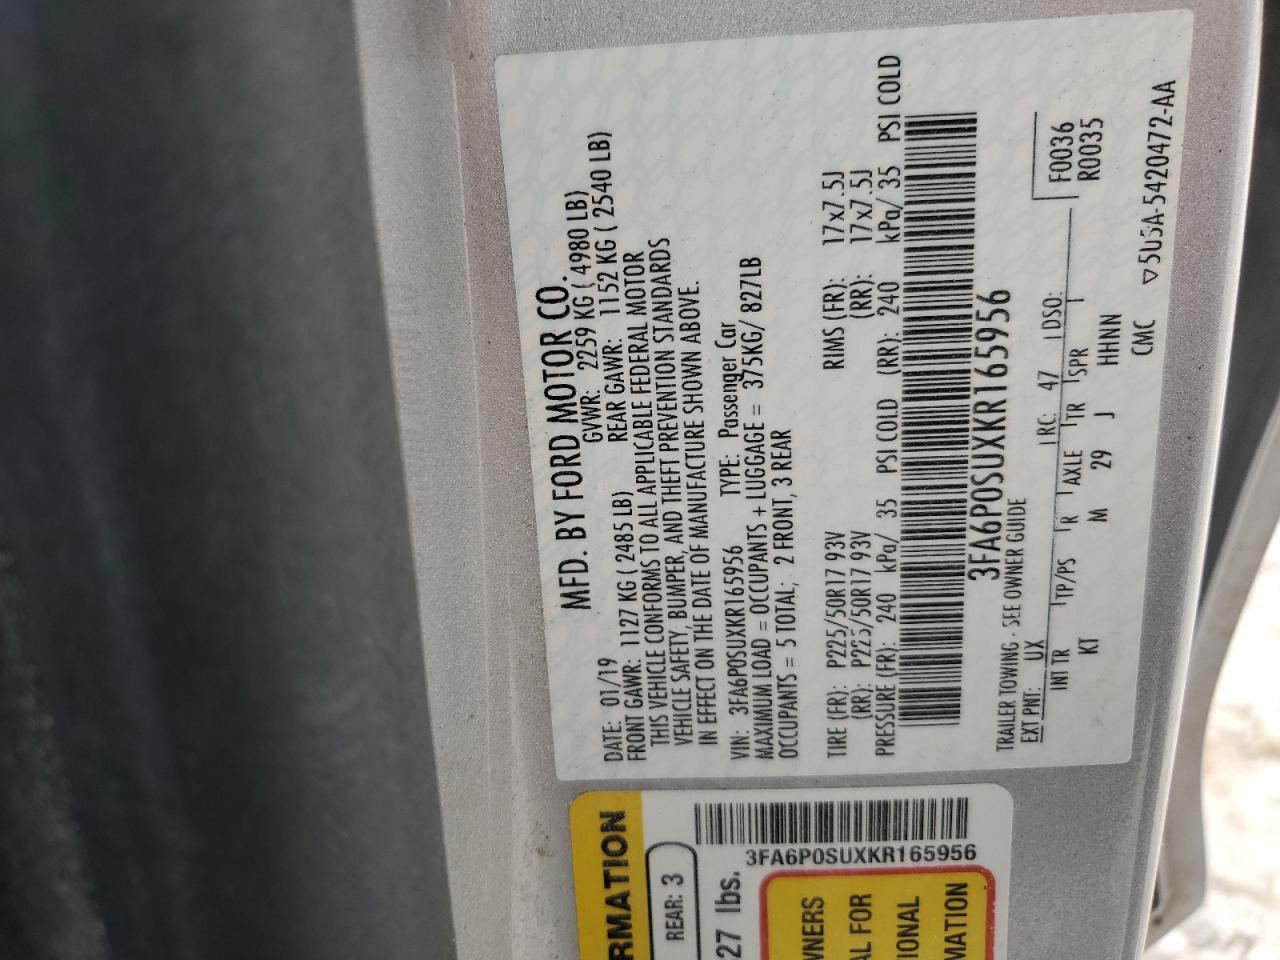 MFD. BY FORD MOTOR CO.
DATE: 01/19 GVWR: 2259 KG ( 4980 LB)
FRONT GAWR: 1127 KG ( 2485 LB) REAR GAWR: 1152 KG ( 2540 LB)
THIS VEHICLE CONFORMS TO ALL APPLICABLE FEDERAL MOTOR
VEHICLE SAFETY, BUMPER, AND THEFT PREVENTION STANDARDS
IN EFFECT ON THE DATE OF MANUFACTURE SHOWN ABOVE.
VIN: 3FA6P0SUXKR165956 TYPE: Passenger Car
MAXIMUM LOAD = OCCUPANTS + LUGGAGE = 375KG/ 827LB
OCCUPANTS = 5 TOTAL; 2 FRONT, 3 REAR
TIRE (FR): P225/50R17 93V RIMS (FR): 17x7.5J
(RR): P225/50R17 93V (RR): 17x7.5J
PRESSURE (FR): 240 kPa/ 35 PSI COLD (RR): 240 kPa/ 35 PSI COLD
3FA6P0SUXKR165956
TRAILER TOWING - SEE OWNER GUIDE
EXT PNT: UX RC: 47 DSO: F0036
INT TR TP/PS R AXLE TR SPR R0035
KT M 29 J HHNN
CMC ▽5U5A-5420472-AA
RMATION
REAR: 3
27 lbs.
3FA6P0SUXKR165956
WNERS
AL FOR
IONAL
MATION